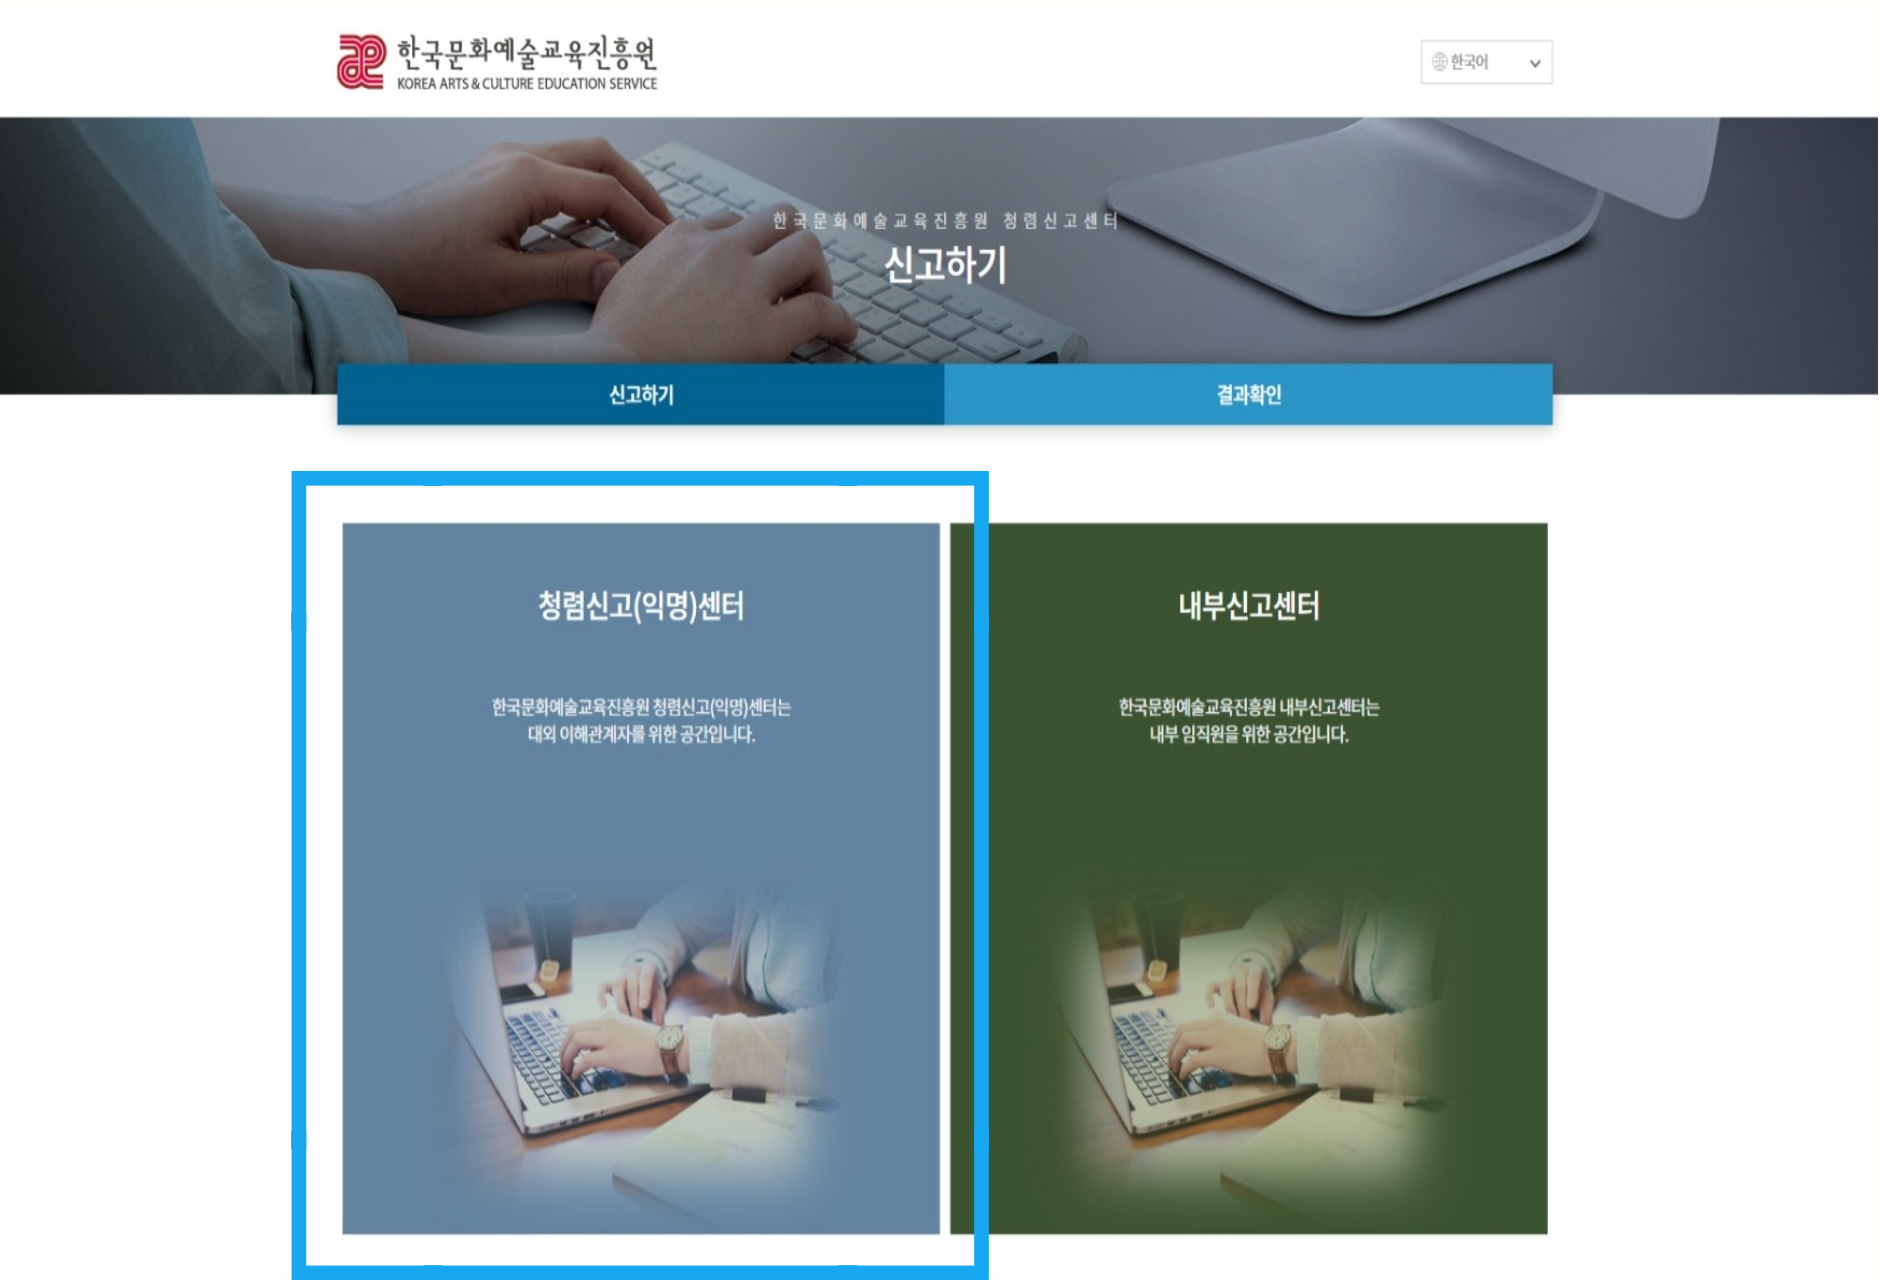 한국문화예술교육진흥원
KOREA ARTS & CULTURE EDUCATION SERVICE
한국어
한국문화예술교육진흥원 청렴신고센터
신고하기
신고하기
결과확인
청렴신고(익명)센터
한국문화예술교육진흥원 청렴신고(익명)센터는
대외 이해관계자를 위한 공간입니다.
내부신고센터
한국문화예술교육진흥원 내부신고센터는
내부 임직원을 위한 공간입니다.